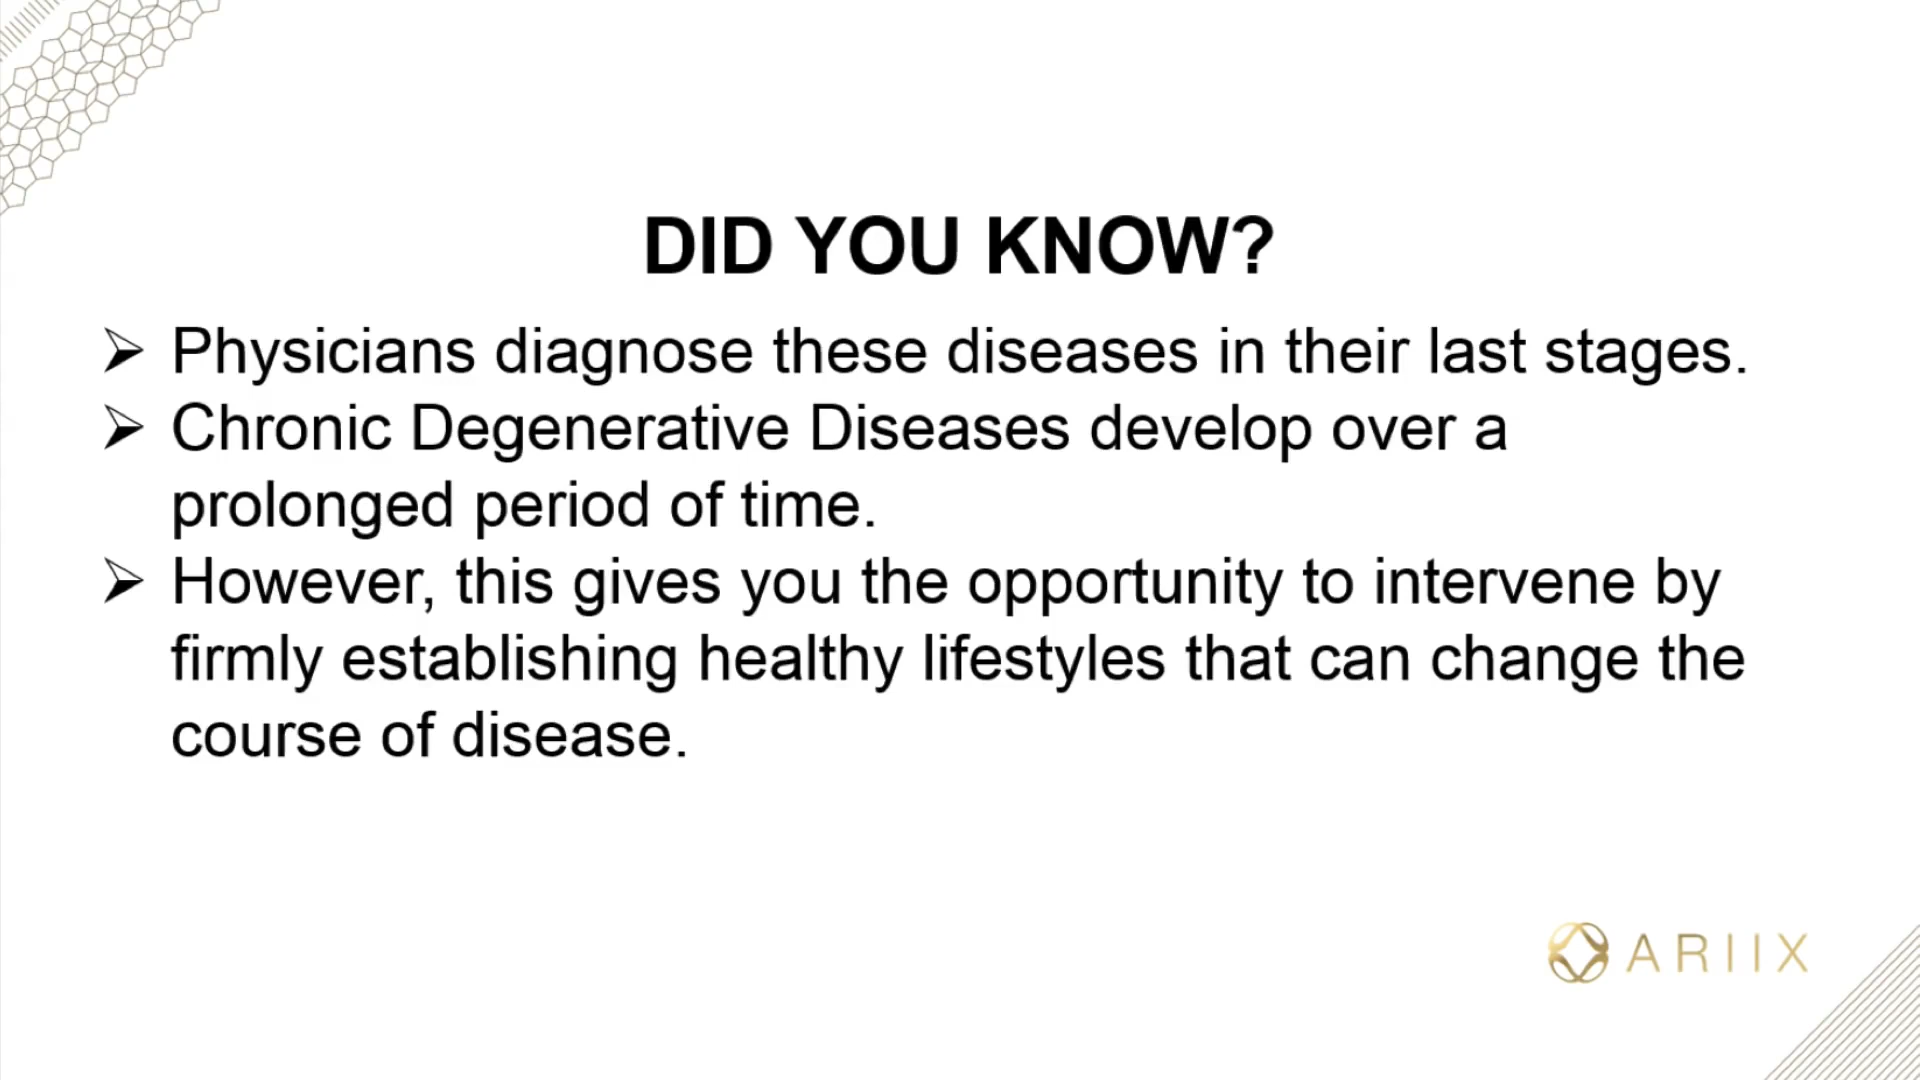 DID YOU KNOW?
➢ Physicians diagnose these diseases in their last stages.
➢ Chronic Degenerative Diseases develop over a
prolonged period of time.
➢ However, this gives you the opportunity to intervene by
firmly establishing healthy lifestyles that can change the
course of disease.
ARIIX